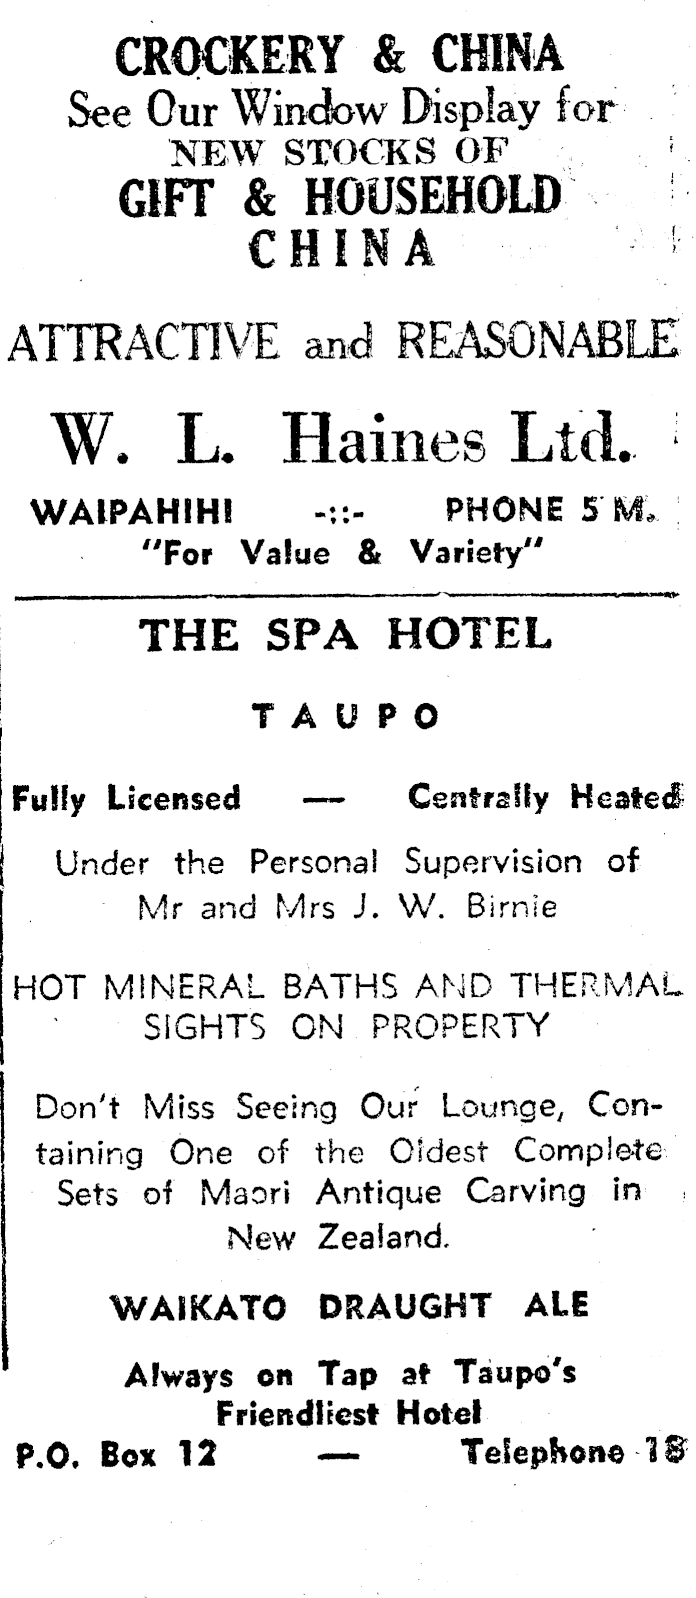 CROCKERY & CHINA
See Our Window Display for
NEW STOCKS OF
GIFT & HOUSEHOLD
CHINA
ATTRACTIVE and REASONABLE
W. L. Haines Ltd.
WAIPAHIHI -::- PHONE 5 M.
"For Value & Variety"
THE SPA HOTEL
TAUPO
Fully Licensed — Centrally Heated
Under the Personal Supervision of
Mr and Mrs J. W. Birnie
HOT MINERAL BATHS AND THERMAL
SIGHTS ON PROPERTY
Don't Miss Seeing Our Lounge, Con-
taining One of the Oldest Complete
Sets of Maori Antique Carving in
New Zealand.
WAIKATO DRAUGHT ALE
Always on Tap at Taupo's
Friendliest Hotel
P.O. Box 12 — Telephone 18